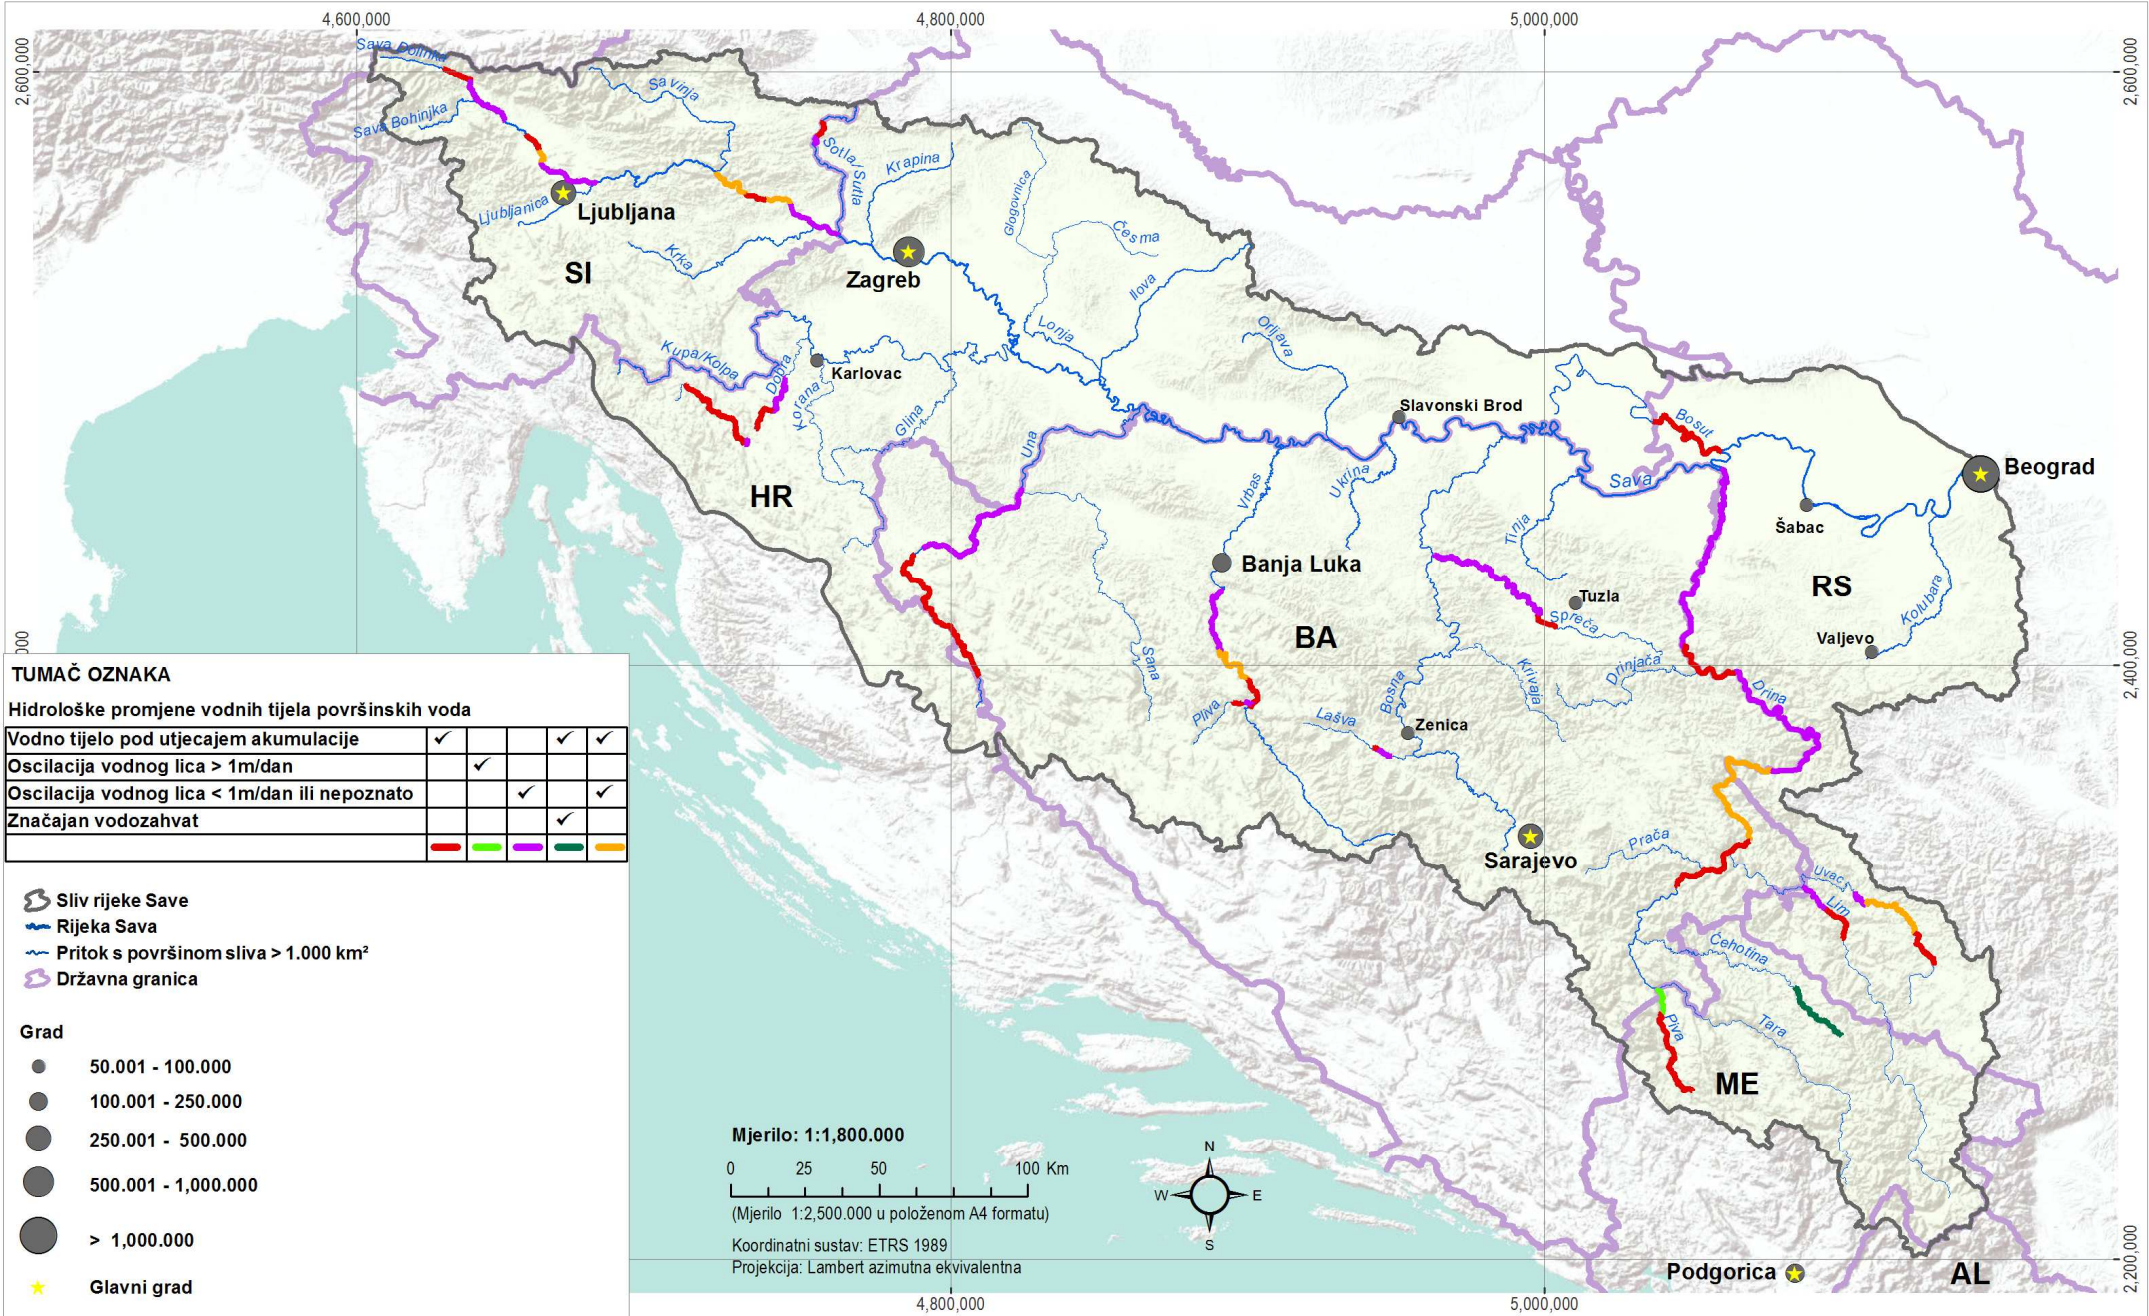 4,600,000
4,800,000
5,000,000
2,600,000
2,600,000
Sava Dolinka
Savinja
Sava Bohinjka
Sotla/Sutla
Krapina
Glogovnica
Česma
Ljubljanica
Ljubljana
Krka
SI
Zagreb
Ilova
Lonja
Orljava
Kupa/Kolpa
Dobra
Karlovac
Korana
Glina
Slavonski Brod
Bosut
Una
Sava
Beograd
HR
Vrbas
Ukrina
Tinja
Šabac
Banja Luka
RS
Tuzla
Spreča
Kolubara
BA
Valjevo
2,400,000
Sana
Drinjača
Krivaja
Drina
Bosna
Pliva
Lašva
Zenica
Prača
Sarajevo
Uvac
Lim
Ćehotina
Piva
Tara
ME
Podgorica
AL
TUMAČ OZNAKA
Hidrološke promjene vodnih tijela površinskih voda
Vodno tijelo pod utjecajem akumulacije ✓ ✓ ✓
Oscilacija vodnog lica > 1m/dan ✓
Oscilacija vodnog lica < 1m/dan ili nepoznato ✓ ✓
Značajan vodozahvat ✓
Sliv rijeke Save
Rijeka Sava
Pritok s površinom sliva > 1.000 km²
Državna granica
Grad
50.001 - 100.000
100.001 - 250.000
250.001 - 500.000
500.001 - 1,000.000
> 1,000.000
Glavni grad
Mjerilo: 1:1,800.000
0 25 50 100 Km
(Mjerilo 1:2,500.000 u položenom A4 formatu)
Koordinatni sustav: ETRS 1989
Projekcija: Lambert azimutna ekvivalentna
N
W E
S
2,200,000
4,800,000
5,000,000